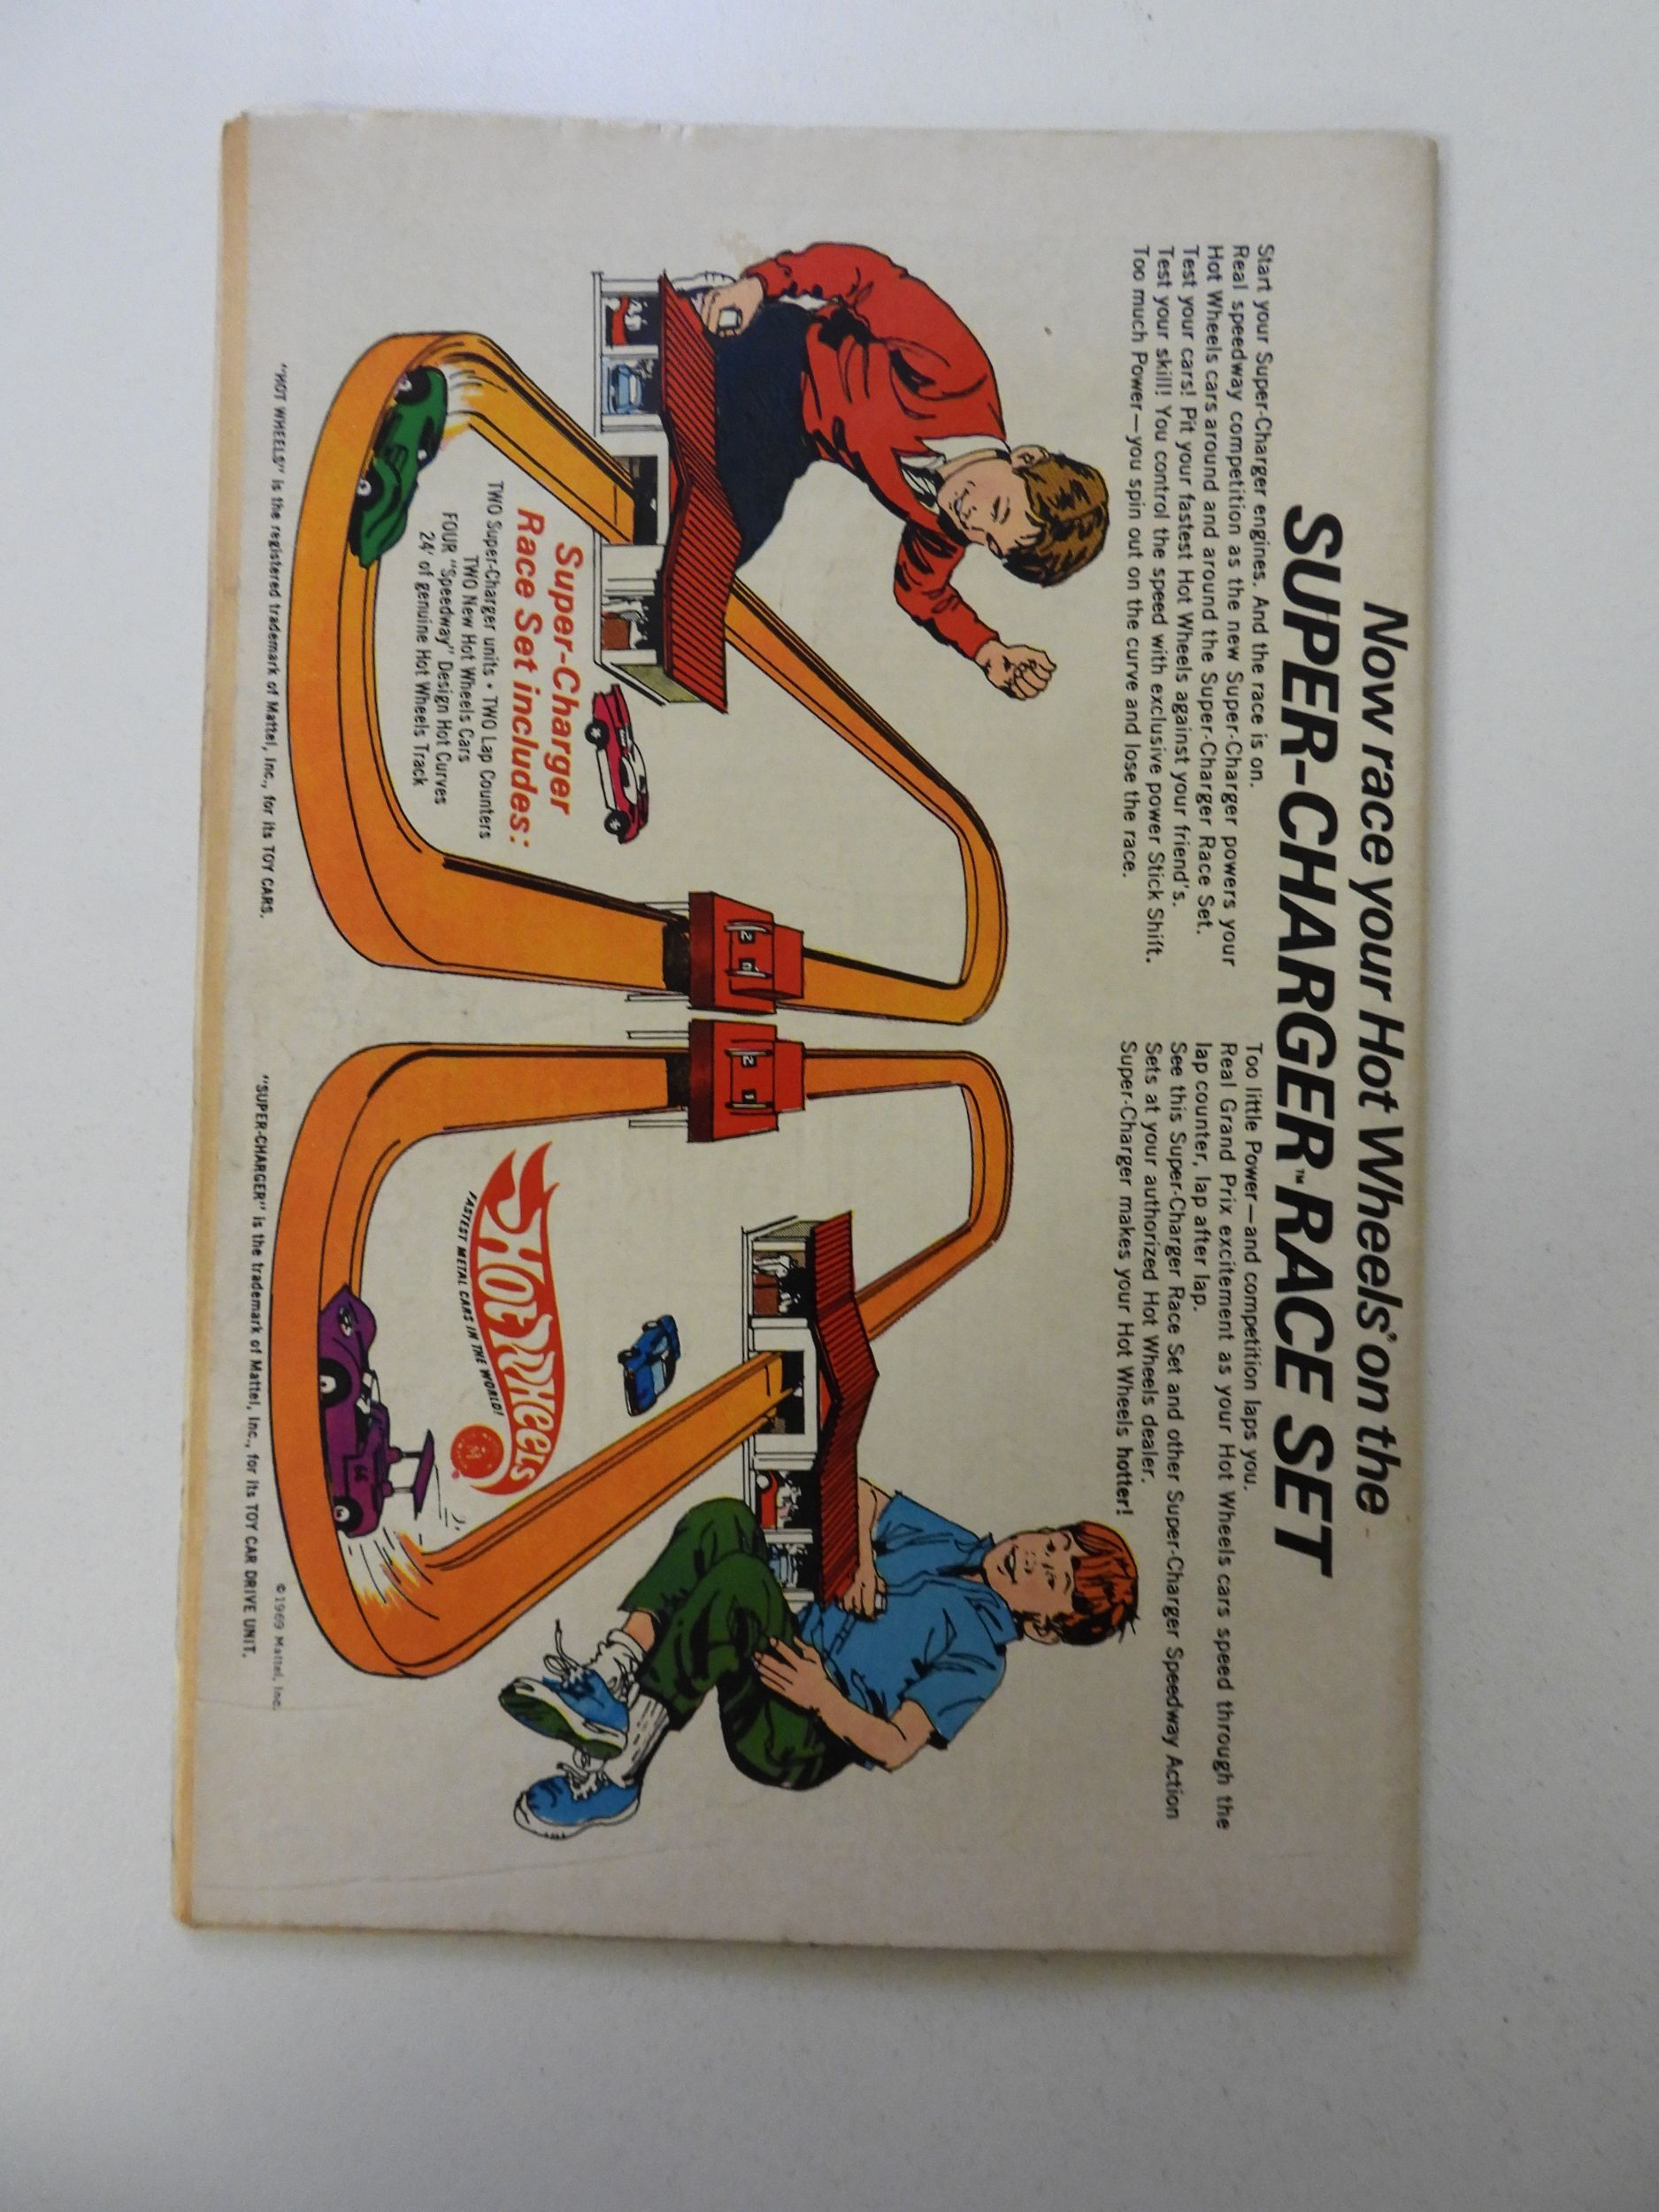 Now race your Hot Wheels® on the
SUPER-CHARGER™ RACE SET
Start your Super-Charger engines. And the race is on.
Real speedway competition as the new Super-Charger powers your
Hot Wheels cars around and around the Super-Charger Race Set.
Test your cars! Pit your fastest Hot Wheels against your friend's.
Test your skill! You control the speed with exclusive power Stick Shift.
Too much Power—you spin out on the curve and lose the race.
Too little Power—and competition laps you.
Real Grand Prix excitement as your Hot Wheels cars speed through the
lap counter, lap after lap.
See this Super-Charger Race Set and other Super-Charger Speedway Action
Sets at your authorized Hot Wheels dealer.
Super-Charger makes your Hot Wheels hotter!
Super-Charger
Race Set includes:
TWO Super-Charger units • TWO Lap Counters
TWO New Hot Wheels Cars
FOUR "Speedway" Design Hot Curves
24' of genuine Hot Wheels Track
2 0
2 1
Hot Wheels
FASTEST METAL CARS IN THE WORLD!
®
"HOT WHEELS" is the registered trademark of Mattel, Inc., for its TOY CARS.
©1969 Mattel, Inc.
"SUPER-CHARGER" is the trademark of Mattel, Inc., for its TOY CAR DRIVE UNIT.